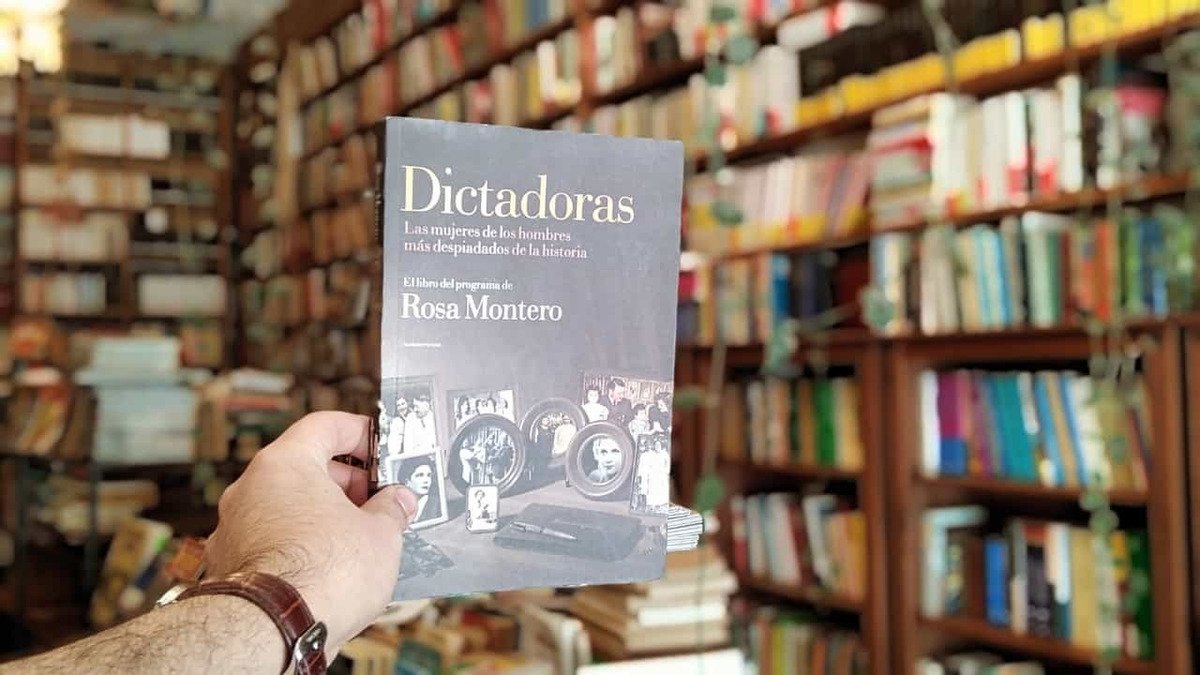 Dictadoras
Las mujeres de los hombres
más despiadados de la historia
El libro del programa de
Rosa Montero